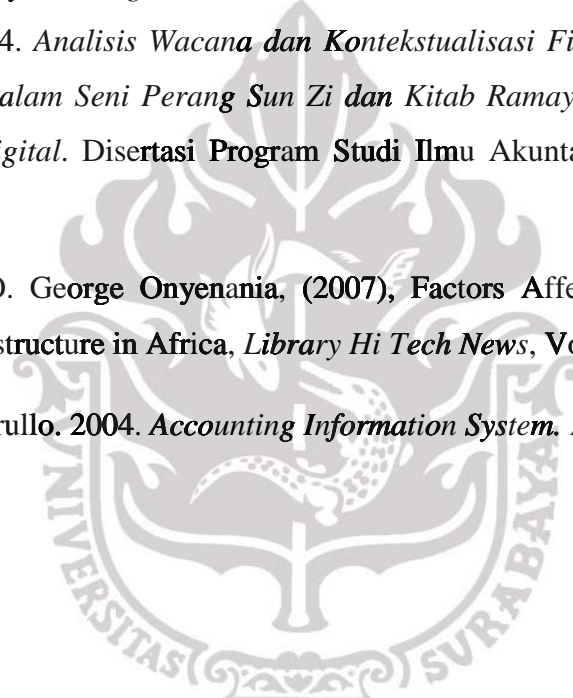 4. Analisis Wacana dan Kontekstualisasi Fi
alam Seni Perang Sun Zi dan Kitab Ramay
igital. Disertasi Program Studi Ilmu Akunta
O. George Onyenania, (2007), Factors Affe
structure in Africa, Library Hi Tech News, Vo
rullo. 2004. Accounting Information System.
ERSITAS SURABAYA